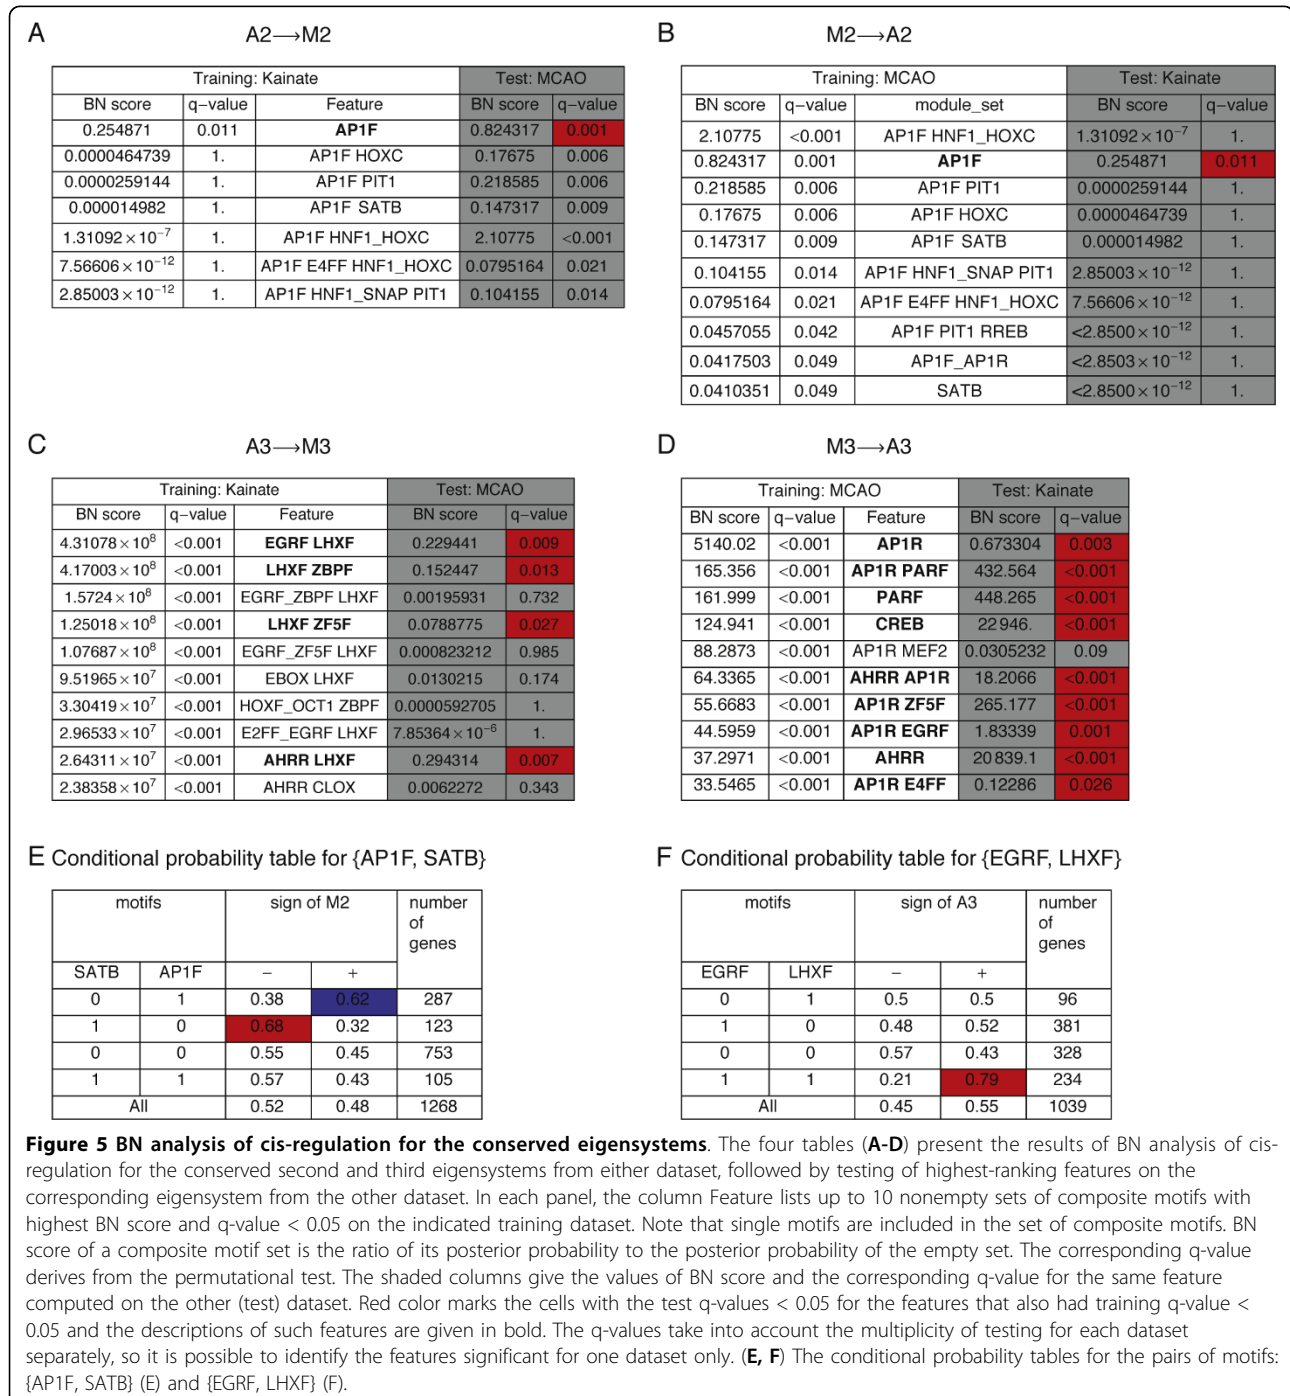 A A2⟶M2
Training: Kainate Test: MCAO
BN score q−value Feature BN score q−value
0.254871 0.011 AP1F 0.824317 0.001
0.0000464739 1. AP1F HOXC 0.17675 0.006
0.0000259144 1. AP1F PIT1 0.218585 0.006
0.000014982 1. AP1F SATB 0.147317 0.009
1.31092×10⁻⁷ 1. AP1F HNF1_HOXC 2.10775 <0.001
7.56606×10⁻¹² 1. AP1F E4FF HNF1_HOXC 0.0795164 0.021
2.85003×10⁻¹² 1. AP1F HNF1_SNAP PIT1 0.104155 0.014
B M2⟶A2
Training: MCAO Test: Kainate
BN score q−value module_set BN score q−value
2.10775 <0.001 AP1F HNF1_HOXC 1.31092×10⁻⁷ 1.
0.824317 0.001 AP1F 0.254871 0.011
0.218585 0.006 AP1F PIT1 0.0000259144 1.
0.17675 0.006 AP1F HOXC 0.0000464739 1.
0.147317 0.009 AP1F SATB 0.000014982 1.
0.104155 0.014 AP1F HNF1_SNAP PIT1 2.85003×10⁻¹² 1.
0.0795164 0.021 AP1F E4FF HNF1_HOXC 7.56606×10⁻¹² 1.
0.0457055 0.042 AP1F PIT1 RREB <2.8500×10⁻¹² 1.
0.0417503 0.049 AP1F_AP1R <2.8503×10⁻¹² 1.
0.0410351 0.049 SATB <2.8500×10⁻¹² 1.
C A3⟶M3
Training: Kainate Test: MCAO
BN score q−value Feature BN score q−value
4.31078×10⁸ <0.001 EGRF LHXF 0.229441 0.009
4.17003×10⁸ <0.001 LHXF ZBPF 0.152447 0.013
1.5724×10⁸ <0.001 EGRF_ZBPF LHXF 0.00195931 0.732
1.25018×10⁸ <0.001 LHXF ZF5F 0.0788775 0.027
1.07687×10⁸ <0.001 EGRF_ZF5F LHXF 0.000823212 0.985
9.51965×10⁷ <0.001 EBOX LHXF 0.0130215 0.174
3.30419×10⁷ <0.001 HOXF_OCT1 ZBPF 0.0000592705 1.
2.96533×10⁷ <0.001 E2FF_EGRF LHXF 7.85364×10⁻⁶ 1.
2.64311×10⁷ <0.001 AHRR LHXF 0.294314 0.007
2.38358×10⁷ <0.001 AHRR CLOX 0.0062272 0.343
D M3⟶A3
Training: MCAO Test: Kainate
BN score q−value Feature BN score q−value
5140.02 <0.001 AP1R 0.673304 0.003
165.356 <0.001 AP1R PARF 432.564 <0.001
161.999 <0.001 PARF 448.265 <0.001
124.941 <0.001 CREB 22946. <0.001
88.2873 <0.001 AP1R MEF2 0.0305232 0.09
64.3365 <0.001 AHRR AP1R 18.2066 <0.001
55.6683 <0.001 AP1R ZF5F 265.177 <0.001
44.5959 <0.001 AP1R EGRF 1.83339 0.001
37.2971 <0.001 AHRR 20839.1 <0.001
33.5465 <0.001 AP1R E4FF 0.12286 0.026
E Conditional probability table for {AP1F, SATB}
motifs sign of M2 number
of
genes
SATB AP1F − +
0 1 0.38 0.62 287
1 0 0.68 0.32 123
0 0 0.55 0.45 753
1 1 0.57 0.43 105
All 0.52 0.48 1268
F Conditional probability table for {EGRF, LHXF}
motifs sign of A3 number
of
genes
EGRF LHXF − +
0 1 0.5 0.5 96
1 0 0.48 0.52 381
0 0 0.57 0.43 328
1 1 0.21 0.79 234
All 0.45 0.55 1039
Figure 5 BN analysis of cis-regulation for the conserved eigensystems. The four tables (A-D) present the results of BN analysis of cis-
regulation for the conserved second and third eigensystems from either dataset, followed by testing of highest-ranking features on the
corresponding eigensystem from the other dataset. In each panel, the column Feature lists up to 10 nonempty sets of composite motifs with
highest BN score and q-value < 0.05 on the indicated training dataset. Note that single motifs are included in the set of composite motifs. BN
score of a composite motif set is the ratio of its posterior probability to the posterior probability of the empty set. The corresponding q-value
derives from the permutational test. The shaded columns give the values of BN score and the corresponding q-value for the same feature
computed on the other (test) dataset. Red color marks the cells with the test q-values < 0.05 for the features that also had training q-value <
0.05 and the descriptions of such features are given in bold. The q-values take into account the multiplicity of testing for each dataset
separately, so it is possible to identify the features significant for one dataset only. (E, F) The conditional probability tables for the pairs of motifs:
{AP1F, SATB} (E) and {EGRF, LHXF} (F).